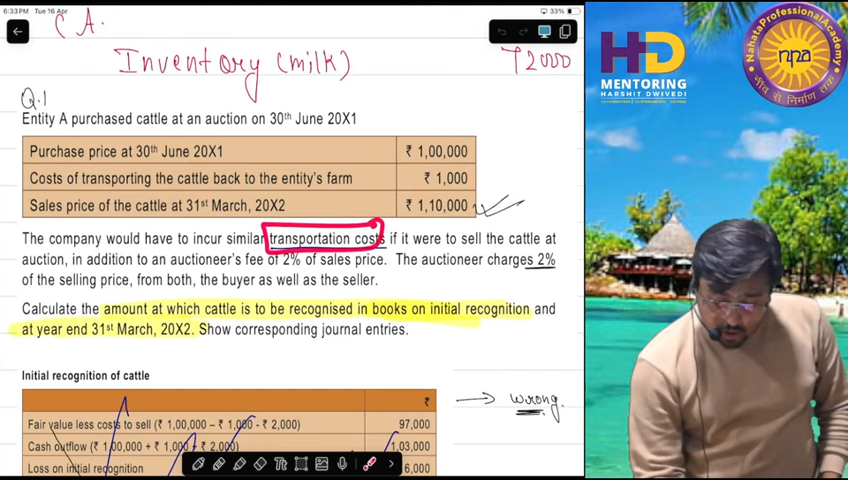 6:33 PM Tue 16 Apr
33%
CA.
Inventory (milk)
₹2000
Q.1
Entity A purchased cattle at an auction on 30th June 20X1
Purchase price at 30th June 20X1 ₹ 1,00,000
Costs of transporting the cattle back to the entity's farm ₹ 1,000
Sales price of the cattle at 31st March, 20X2 ₹ 1,10,000
The company would have to incur similar transportation costs if it were to sell the cattle at
auction, in addition to an auctioneer's fee of 2% of sales price. The auctioneer charges 2%
of the selling price, from both, the buyer as well as the seller.
Calculate the amount at which cattle is to be recognised in books on initial recognition and
at year end 31st March, 20X2. Show corresponding journal entries.
Initial recognition of cattle
₹
Fair value less costs to sell (₹ 1,00,000 – ₹ 1,000 - ₹ 2,000) 97,000
Cash outflow (₹ 1,00,000 + ₹ 1,000 + ₹ 2,000) 1,03,000
Loss on initial recognition 6,000
→ wrong.
HD
MENTORING
HARSHIT DWIVEDI
NahataProfessionalAcademy
npa
नींव से निर्माण तक